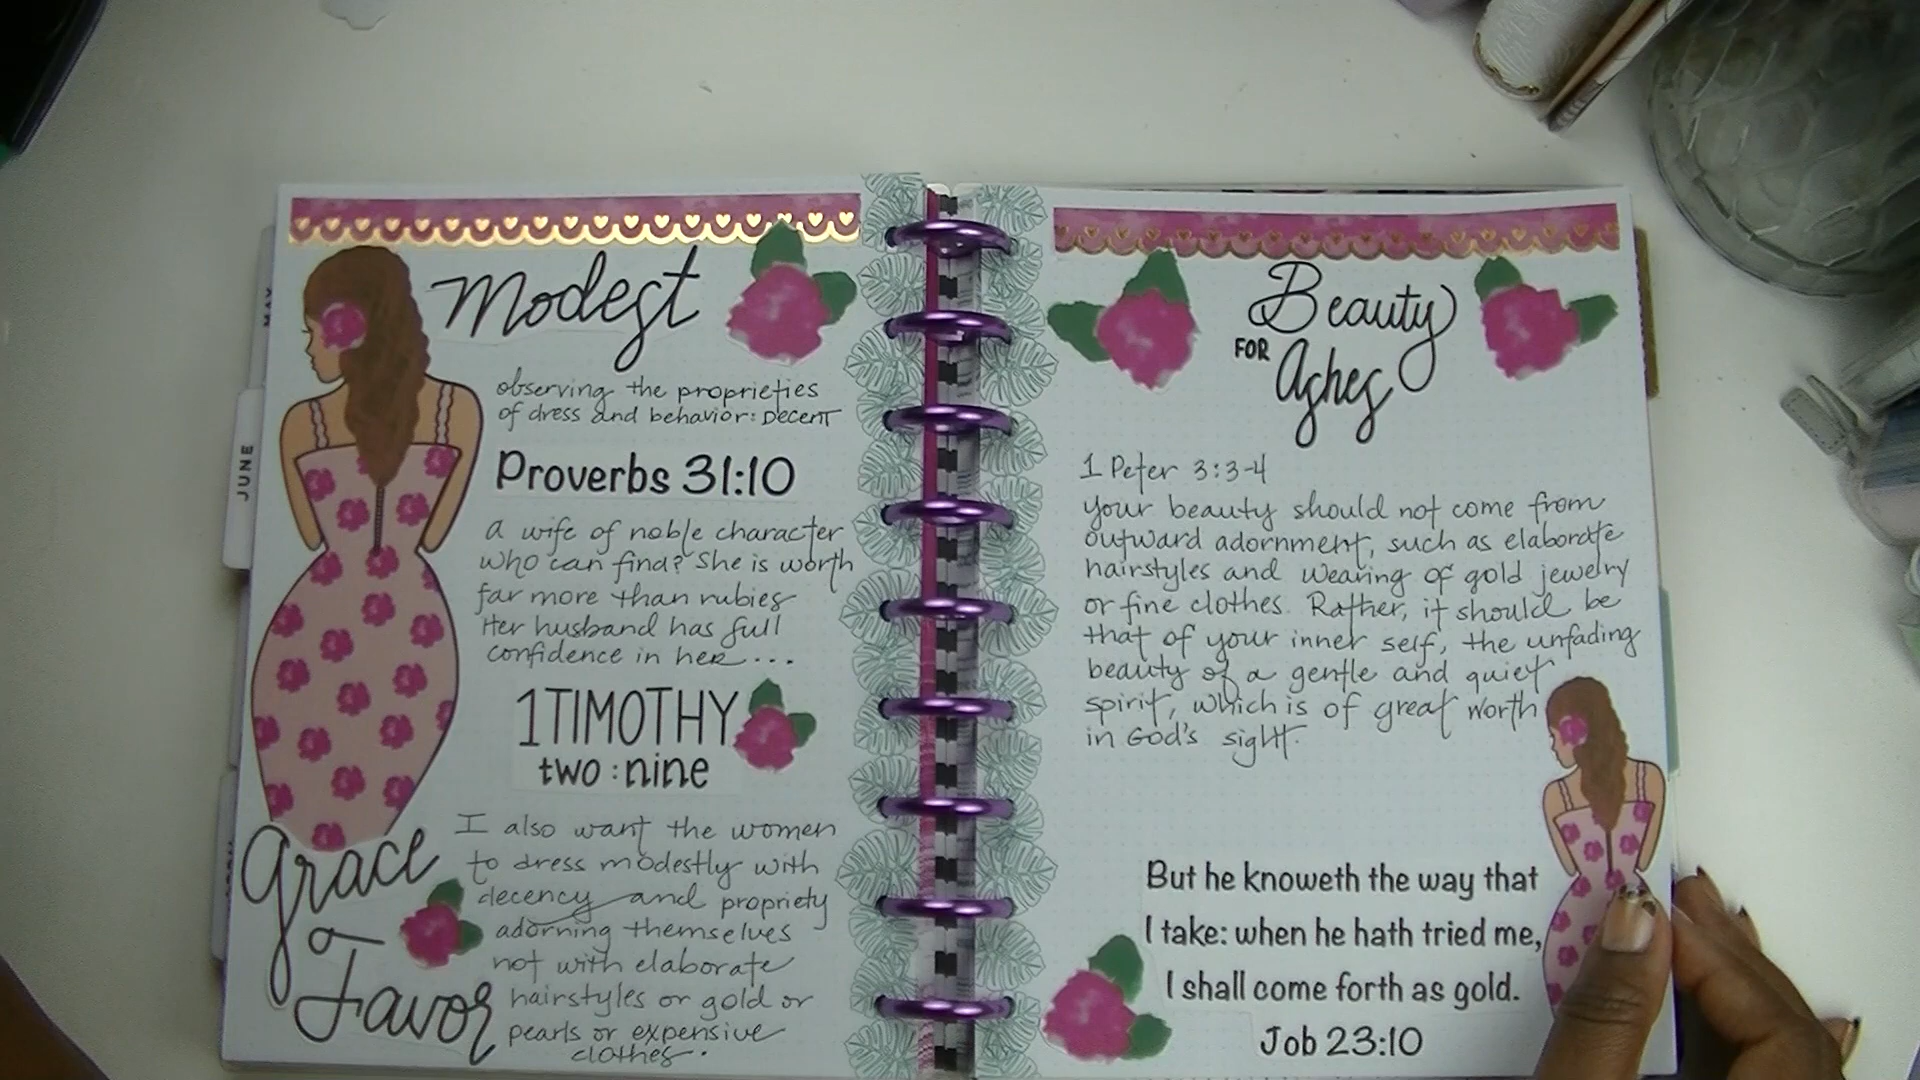 MAY
JUNE
Modest
observing the proprieties
of dress and behavior: Decent
Proverbs 31:10
a wife of noble character
who can find? She is worth
far more than rubies
Her husband has full
confidence in her...
1 TIMOTHY
two:nine
I also want the women
to dress modestly with
decency and propriety
adorning themselves
not with elaborate
hairstyles or gold or
pearls or expensive
clothes.
Grace
&
Favor
Beauty
FOR
Ashes
1 Peter 3:3-4
your beauty should not come from
outward adornment, such as elaborate
hairstyles and wearing of gold jewelry
or fine clothes. Rather, it should be
that of your inner self, the unfading
beauty of a gentle and quiet
spirit, which is of great worth
in God's sight.
But he knoweth the way that
I take: when he hath tried me,
I shall come forth as gold.
Job 23:10